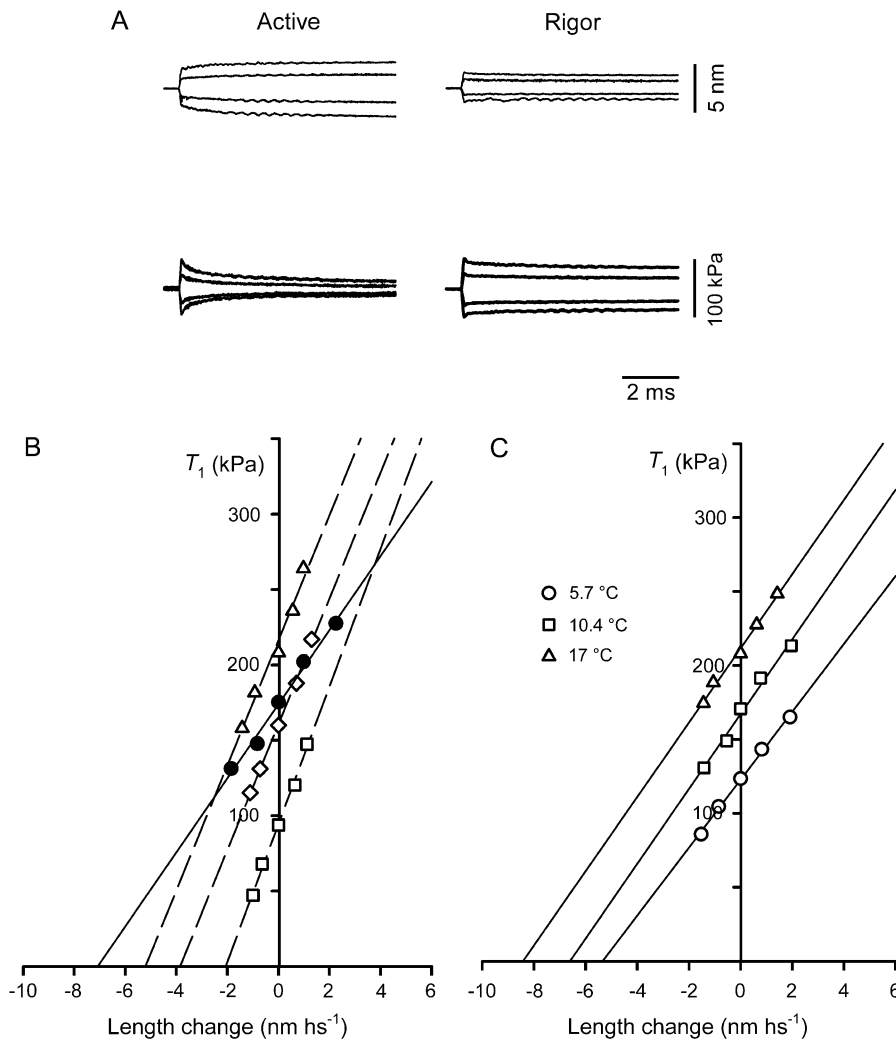 A
Active
Rigor
5 nm
100 kPa
2 ms
B
T1 (kPa)
300
200
100
-10 -8 -6 -4 -2 0 2 4 6
Length change (nm hs-1)
C
T1 (kPa)
300
200
100
5.7 °C
10.4 °C
17 °C
-10 -8 -6 -4 -2 0 2 4 6
Length change (nm hs-1)